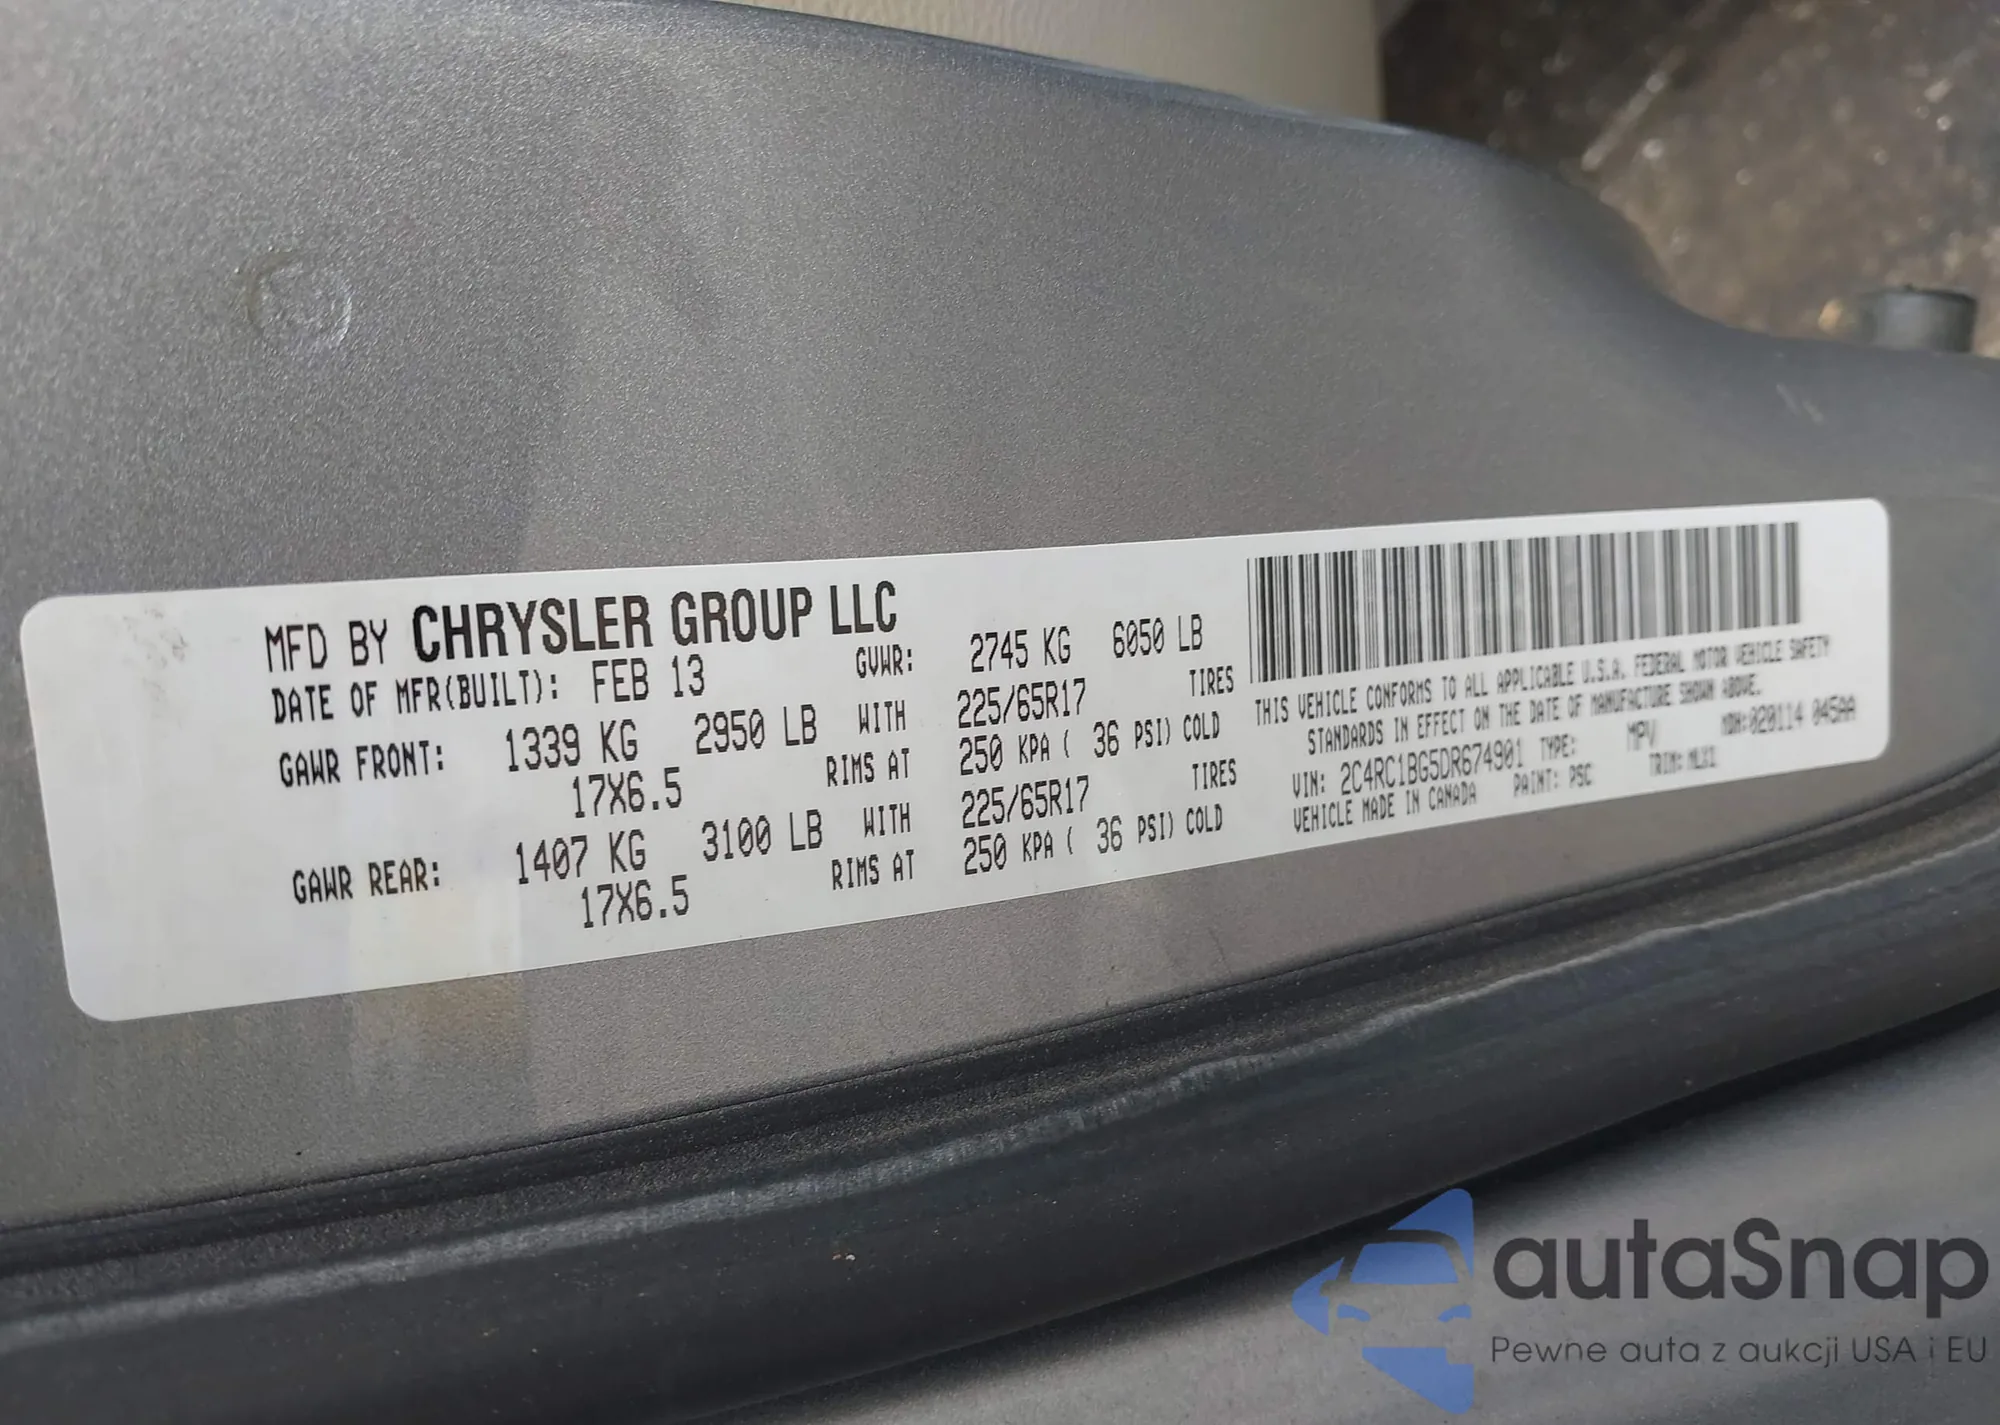 MFD BY CHRYSLER GROUP LLC
DATE OF MFR(BUILT): FEB 13 GVWR: 2745 KG 6050 LB
GAWR FRONT: 1339 KG 2950 LB WITH 225/65R17 TIRES
17X6.5 RIMS AT 250 KPA ( 36 PSI) COLD
GAWR REAR: 1407 KG 3100 LB WITH 225/65R17 TIRES
17X6.5 RIMS AT 250 KPA ( 36 PSI) COLD
THIS VEHICLE CONFORMS TO ALL APPLICABLE U.S.A. FEDERAL MOTOR VEHICLE SAFETY
STANDARDS IN EFFECT ON THE DATE OF MANUFACTURE SHOWN ABOVE.
VIN: 2C4RC1BG5DR674901 TYPE: MPV MDH:020114 045AA
VEHICLE MADE IN CANADA PAINT: PSC TRIM:
autaSnap
Pewne auta z aukcji USA i EU